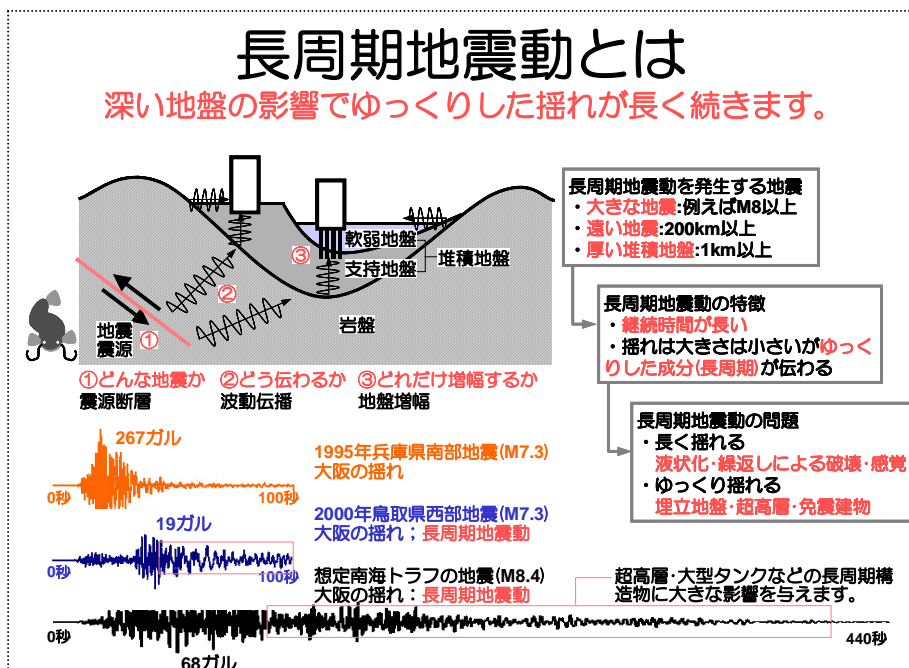 長周期地震動とは
深い地盤の影響でゆっくりした揺れが長く続きます。
軟弱地盤
支持地盤
堆積地盤
③
②
①
地震
震源
岩盤
①どんな地震か
震源断層
②どう伝わるか
波動伝播
③どれだけ増幅するか
地盤増幅
長周期地震動を発生する地震
・大きな地震:例えばM8以上
・遠い地震:200km以上
・厚い堆積地盤:1km以上
長周期地震動の特徴
・継続時間が長い
・揺れは大きさは小さいがゆっく
りした成分(長周期)が伝わる
長周期地震動の問題
・長く揺れる
液状化・繰返しによる破壊・感覚
・ゆっくり揺れる
埋立地盤・超高層・免震建物
267ガル
0秒
100秒
1995年兵庫県南部地震(M7.3)
大阪の揺れ
19ガル
0秒
100秒
2000年鳥取県西部地震(M7.3)
大阪の揺れ；長周期地震動
想定南海トラフの地震(M8.4)
大阪の揺れ：長周期地震動
超高層・大型タンクなどの長周期構
造物に大きな影響を与えます。
0秒
440秒
68ガル